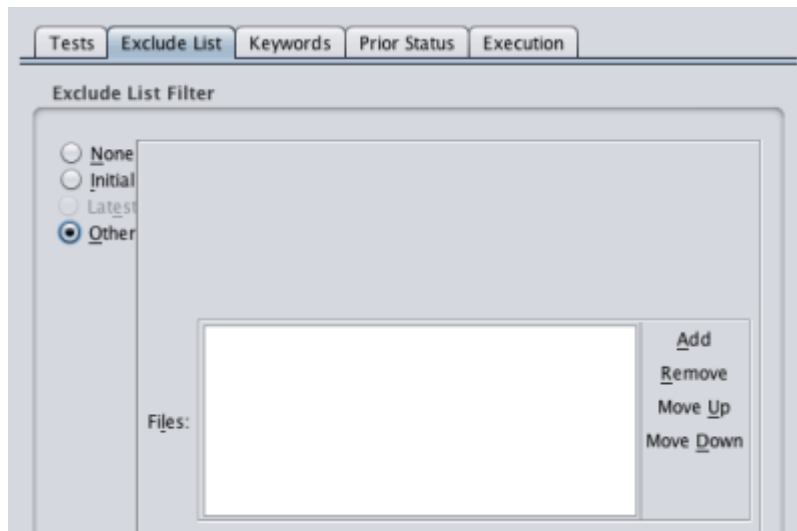 Tests Exclude List Keywords Prior Status Execution
Exclude List Filter
None
Initial
Latest
Other
Files:
Add
Remove
Move Up
Move Down